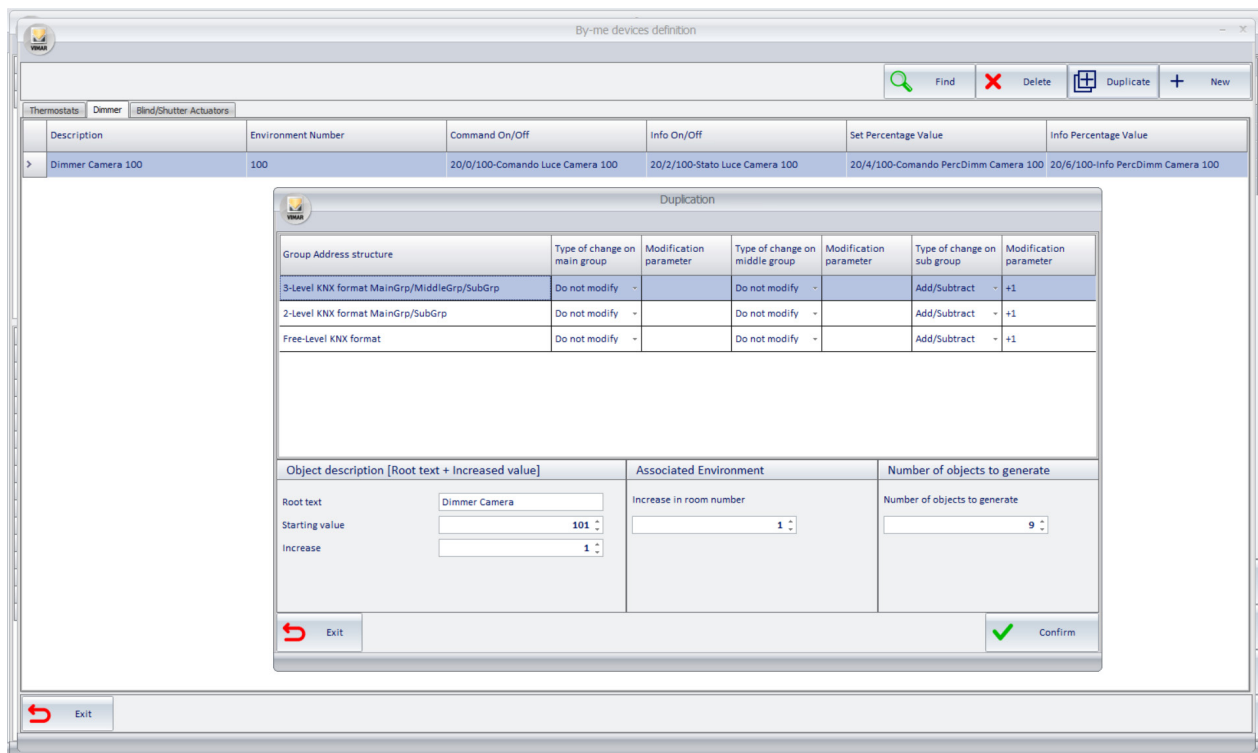 By-me devices definition
VIMAR
Find Delete Duplicate New
Thermostats Dimmer Blind/Shutter Actuators
Description Environment Number Command On/Off Info On/Off Set Percentage Value Info Percentage Value
Dimmer Camera 100 100 20/0/100-Comando Luce Camera 100 20/2/100-Stato Luce Camera 100 20/4/100-Comando PercDimm Camera 100 20/6/100-Info PercDimm Camera 100
Duplication
VIMAR
Group Address structure Type of change on main group Modification parameter Type of change on middle group Modification parameter Type of change on sub group Modification parameter
3-Level KNX format MainGrp/MiddleGrp/SubGrp Do not modify Do not modify Add/Subtract +1
2-Level KNX format MainGrp/SubGrp Do not modify Do not modify Add/Subtract +1
Free-Level KNX format Do not modify Do not modify Add/Subtract +1
Object description [Root text + Increased value] Associated Environment Number of objects to generate
Root text Dimmer Camera Increase in room number Number of objects to generate
Starting value 101 1 9
Increase 1
Exit Confirm
Exit